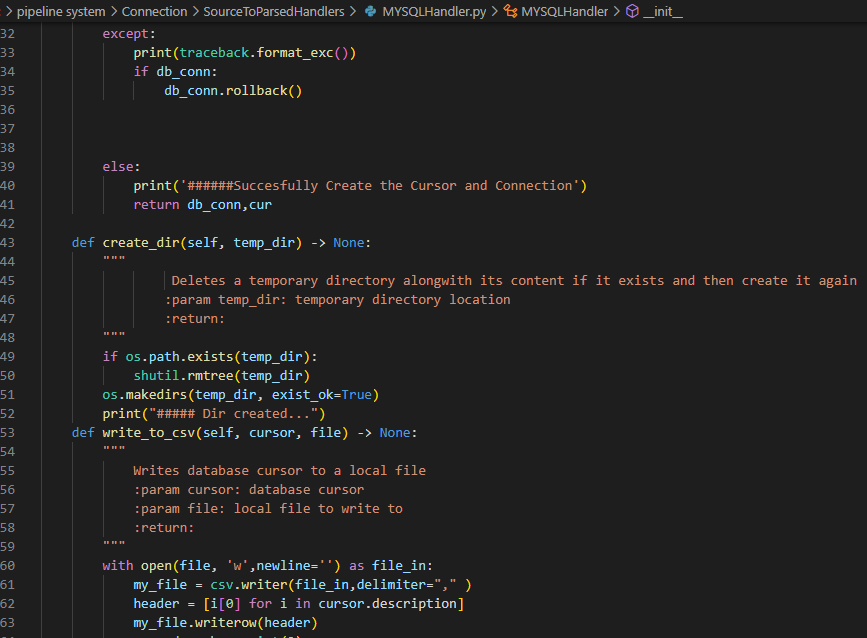 pipeline system > Connection > SourceToParsedHandlers > MYSQLHandler.py > MYSQLHandler > __init__
32 except:
33 print(traceback.format_exc())
34 if db_conn:
35 db_conn.rollback()
36
37
38
39 else:
40 print('######Succesfully Create the Cursor and Connection')
41 return db_conn,cur
42
43 def create_dir(self, temp_dir) -> None:
44 """
45 Deletes a temporary directory alongwith its content if it exists and then create it again
46 :param temp_dir: temporary directory location
47 :return:
48 """
49 if os.path.exists(temp_dir):
50 shutil.rmtree(temp_dir)
51 os.makedirs(temp_dir, exist_ok=True)
52 print("##### Dir created...")
53 def write_to_csv(self, cursor, file) -> None:
54 """
55 Writes database cursor to a local file
56 :param cursor: database cursor
57 :param file: local file to write to
58 :return:
59 """
60 with open(file, 'w',newline='') as file_in:
61 my_file = csv.writer(file_in,delimiter="," )
62 header = [i[0] for i in cursor.description]
63 my_file.writerow(header)